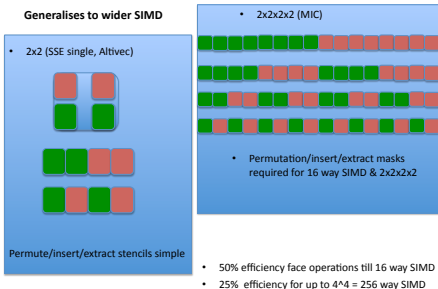 Generalises to wider SIMD
• 2x2 (SSE single, Altivec)
Permute/insert/extract stencils simple
• 2x2x2x2 (MIC)
• Permutation/insert/extract masks
required for 16 way SIMD & 2x2x2x2
• 50% efficiency face operations till 16 way SIMD
• 25% efficiency for up to 4^4 = 256 way SIMD